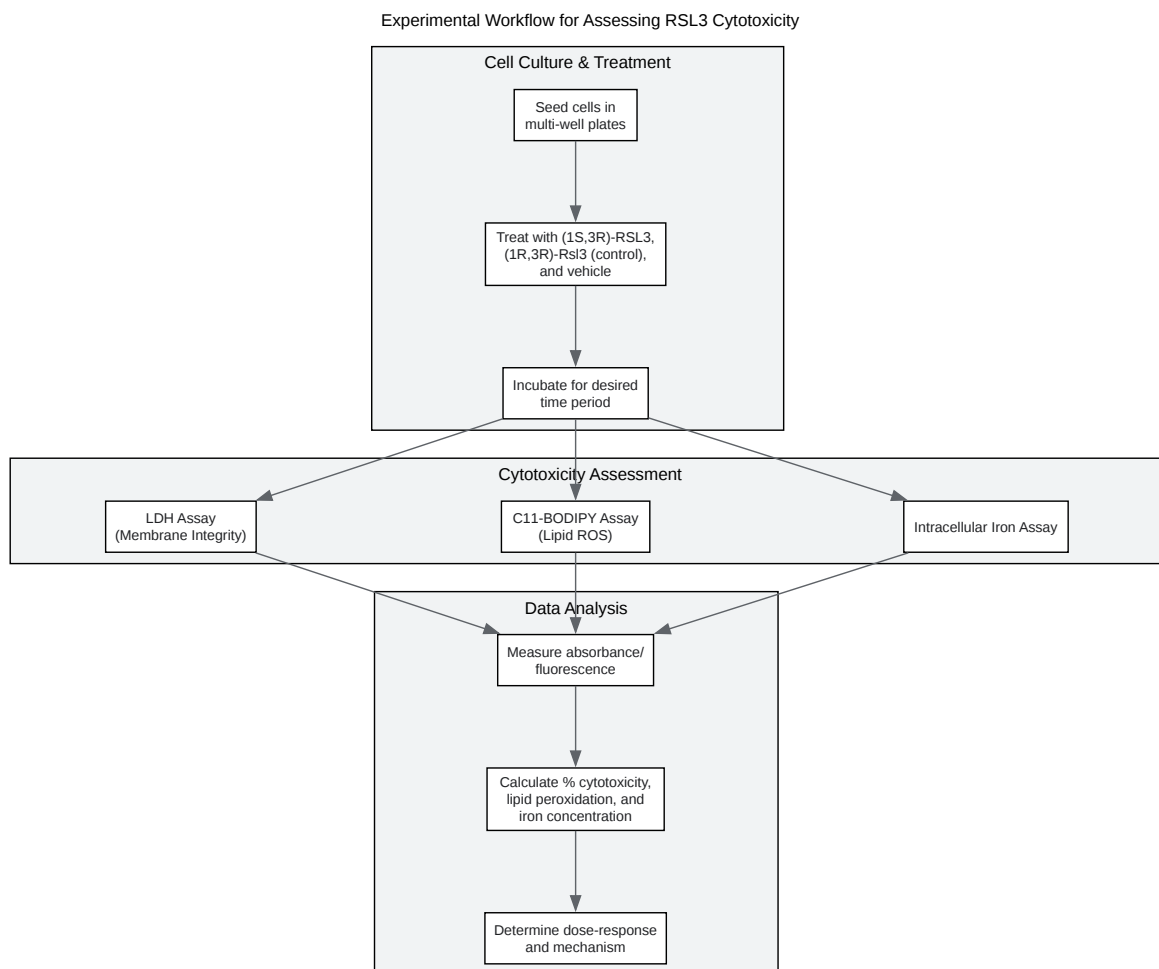 Experimental Workflow for Assessing RSL3 Cytotoxicity
Cell Culture & Treatment
Seed cells in
multi-well plates
Treat with (1S,3R)-RSL3,
(1R,3R)-Rsl3 (control),
and vehicle
Incubate for desired
time period
Cytotoxicity Assessment
LDH Assay
(Membrane Integrity)
C11-BODIPY Assay
(Lipid ROS)
Intracellular Iron Assay
Data Analysis
Measure absorbance/
fluorescence
Calculate % cytotoxicity,
lipid peroxidation, and
iron concentration
Determine dose-response
and mechanism